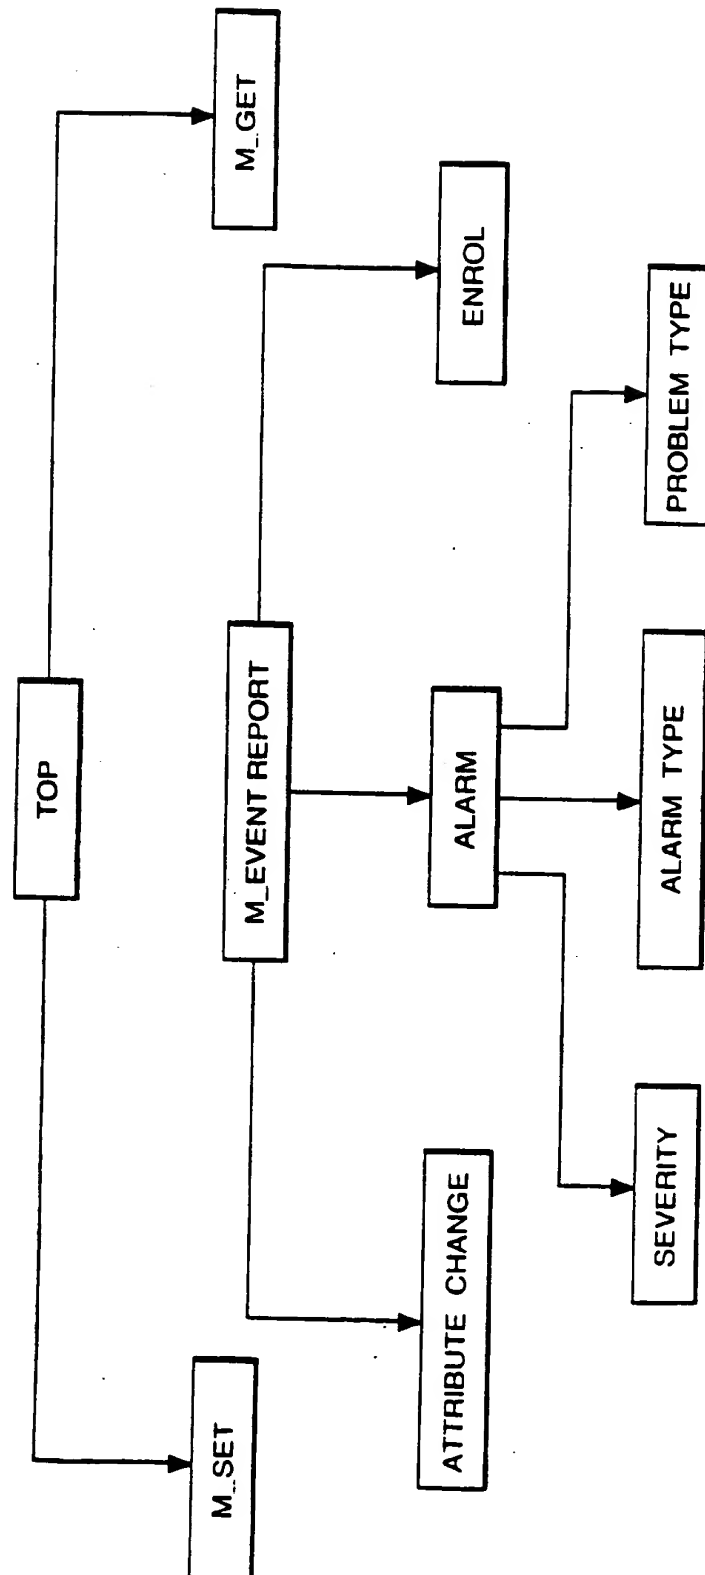 TOP
M_SET
M_EVENT REPORT
M_GET
ATTRIBUTE CHANGE
ALARM
ENROL
SEVERITY
ALARM TYPE
PROBLEM TYPE